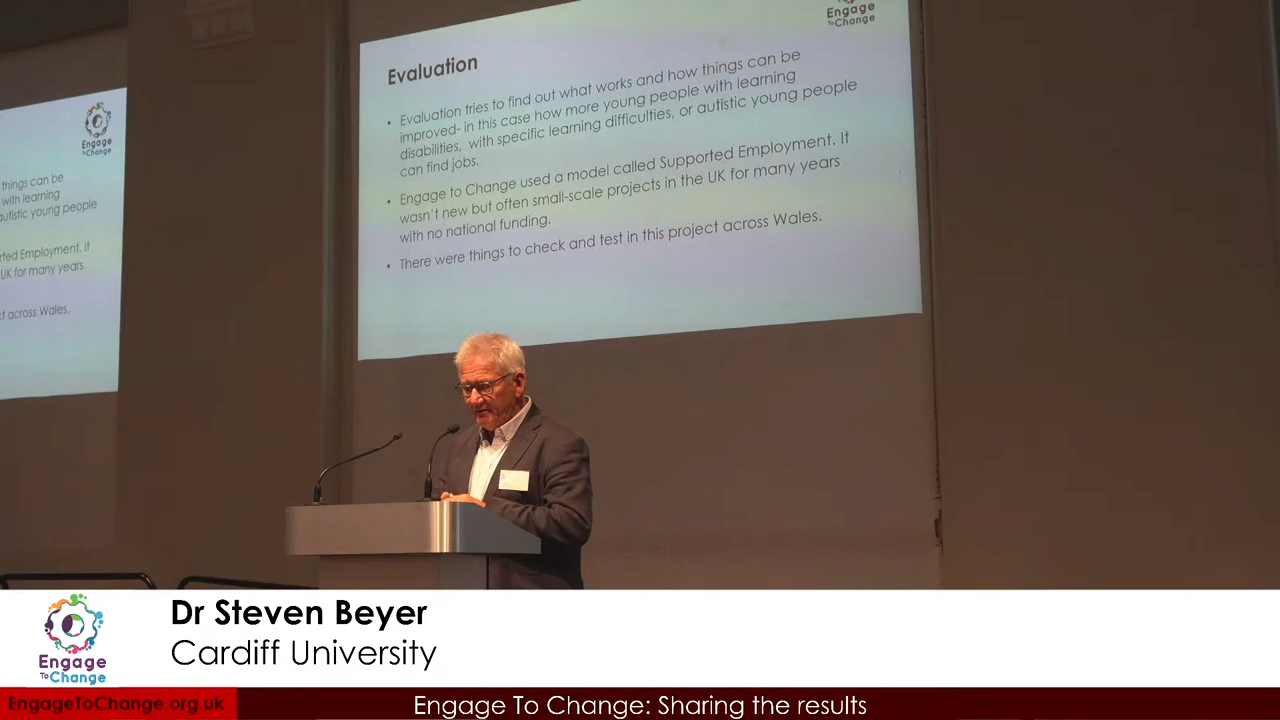 Engage
To Change
Evaluation
• Evaluation tries to find out what works and how things can be
improved- in this case how more young people with learning
disabilities, with specific learning difficulties, or autistic young people
can find jobs.
• Engage to Change used a model called Supported Employment. It
wasn't new but often small-scale projects in the UK for many years
with no national funding.
• There were things to check and test in this project across Wales.
Engage
To Change
things can be
with learning
autistic young people
rted Employment. It
UK for many years
ct across Wales.
Engage
To Change
Dr Steven Beyer
Cardiff University
EngageToChange.org.uk
Engage To Change: Sharing the results